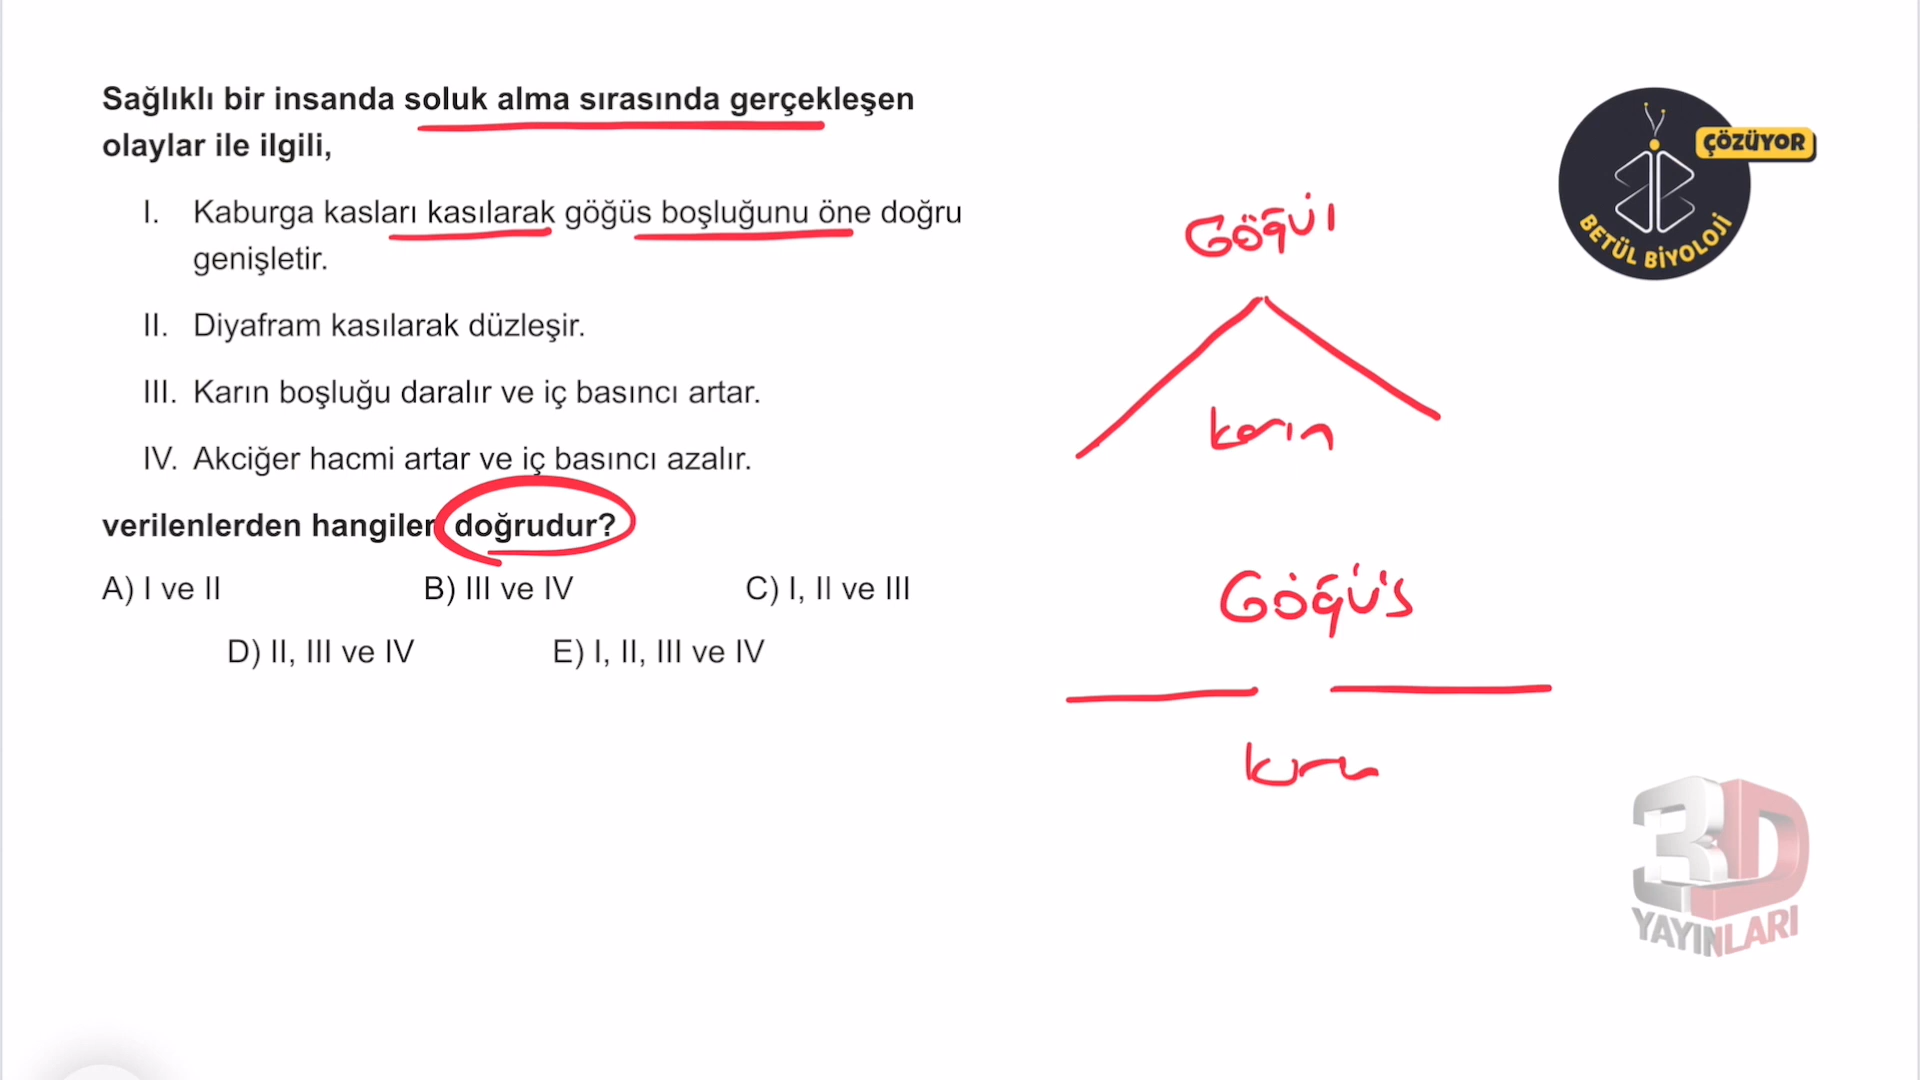 Sağlıklı bir insanda soluk alma sırasında gerçekleşen
olaylar ile ilgili,
I. Kaburga kasları kasılarak göğüs boşluğunu öne doğru
genişletir.
II. Diyafram kasılarak düzleşir.
III. Karın boşluğu daralır ve iç basıncı artar.
IV. Akciğer hacmi artar ve iç basıncı azalır.
verilenlerden hangiler doğrudur?
A) I ve II B) III ve IV C) I, II ve III
D) II, III ve IV E) I, II, III ve IV
Göğüs
karın
Göğüs
ÇÖZÜYOR
BETÜL BİYOLOJİ
3D
YAYINLARI